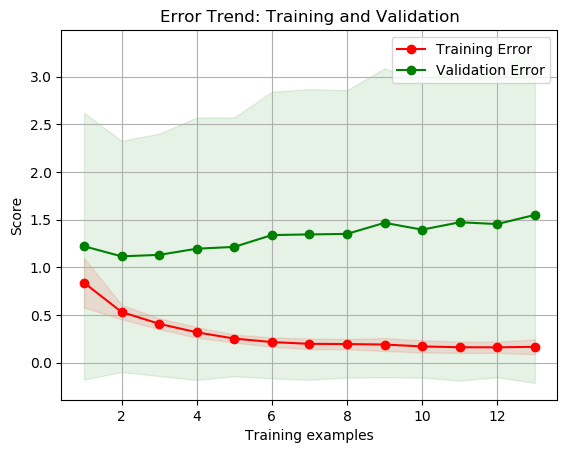 Error Trend: Training and Validation
Training Error
Validation Error
Score
3.0
2.5
2.0
1.5
1.0
0.5
0.0
2 4 6 8 10 12
Training examples